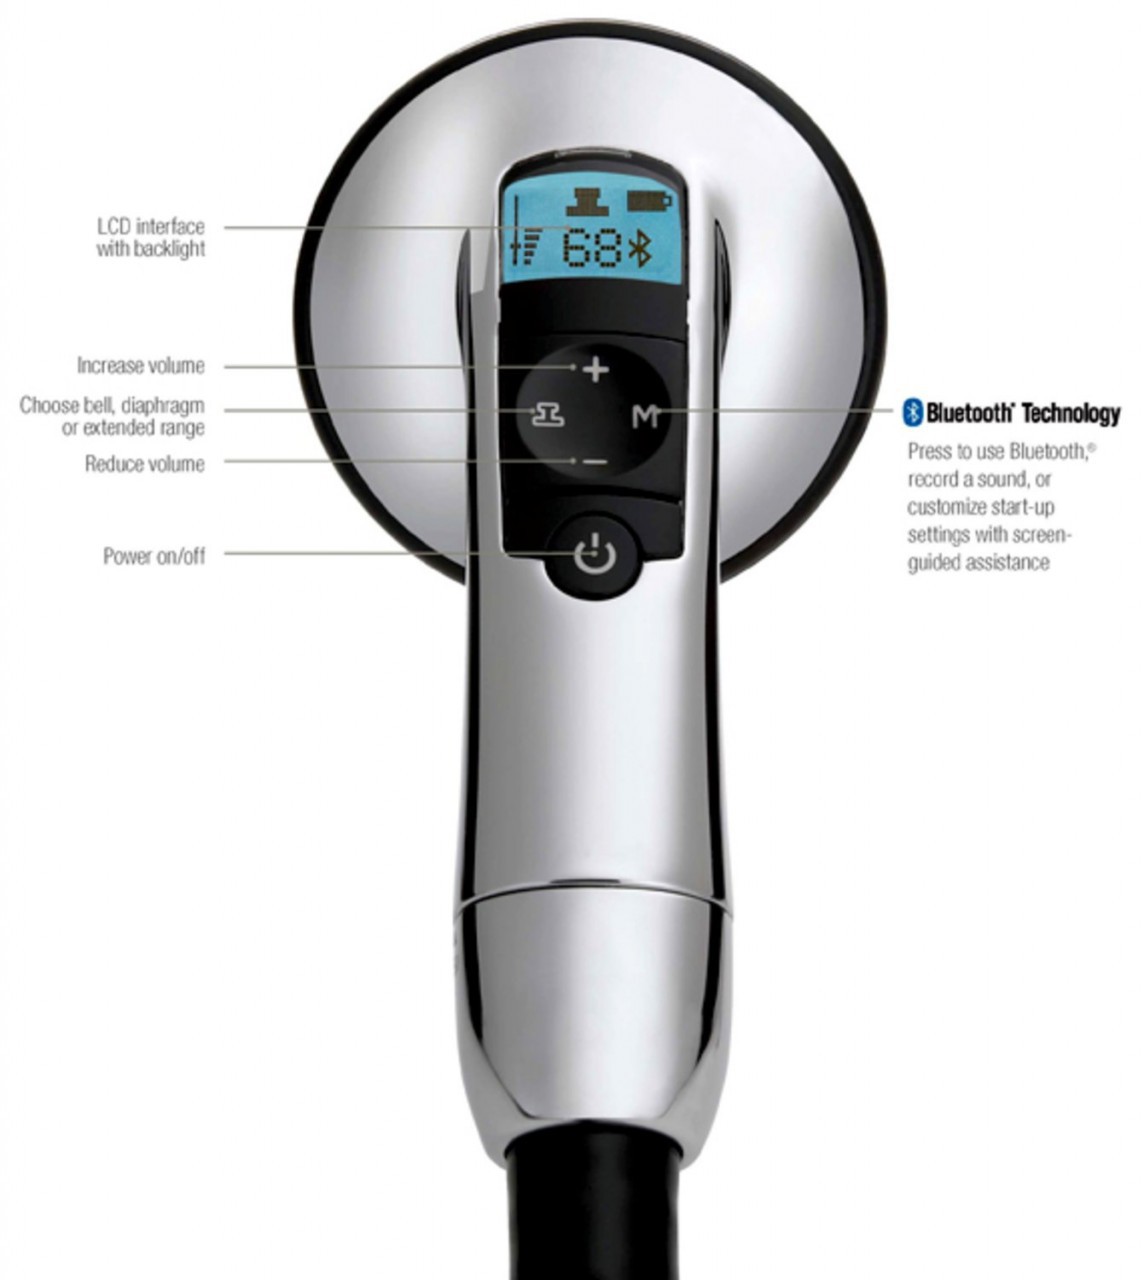 LCD interface
with backlight
68
Increase volume
Choose bell, diaphragm
or extended range
M
Reduce volume
Power on/off
Bluetooth® Technology
Press to use Bluetooth,®
record a sound, or
customize start-up
settings with screen-
guided assistance